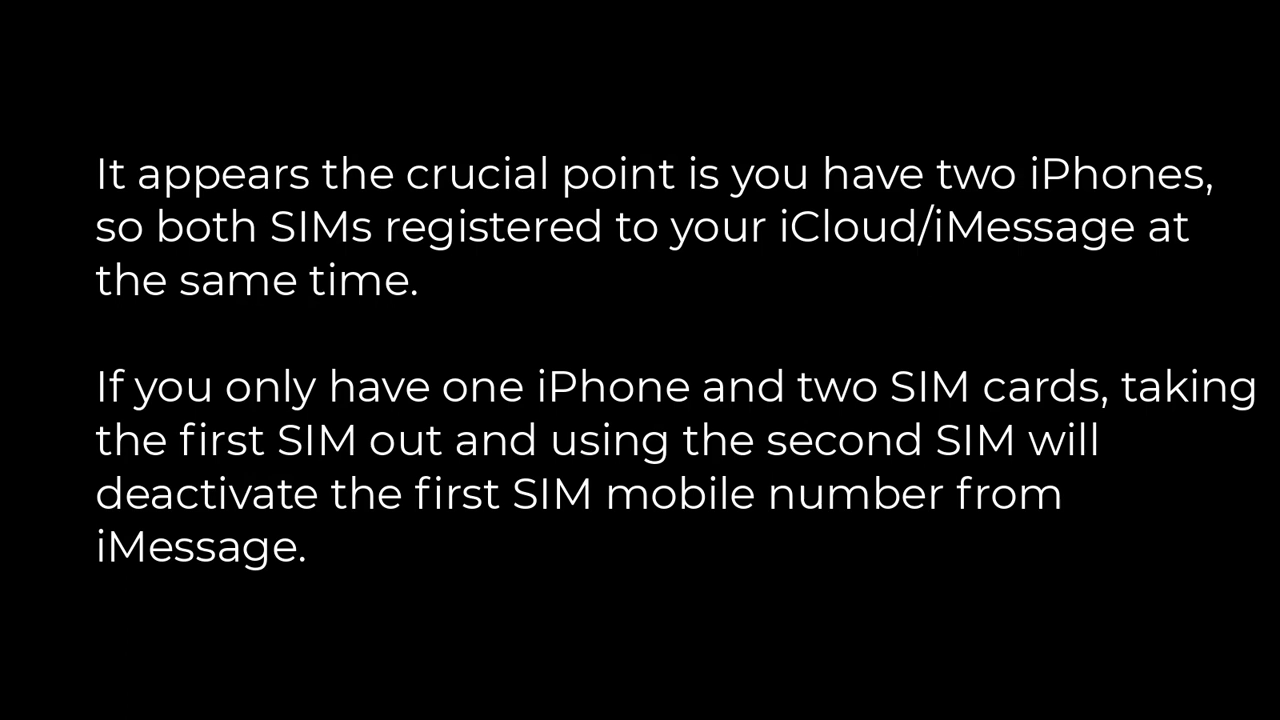 It appears the crucial point is you have two iPhones,
so both SIMs registered to your iCloud/iMessage at
the same time.
If you only have one iPhone and two SIM cards, taking
the first SIM out and using the second SIM will
deactivate the first SIM mobile number from
iMessage.